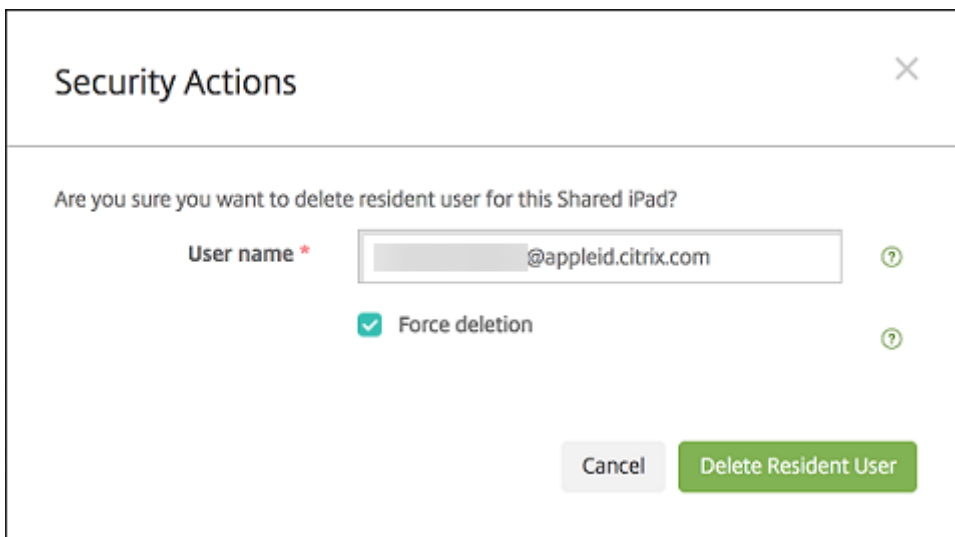 Security Actions
Are you sure you want to delete resident user for this Shared iPad?
User name *
@appleid.citrix.com
Force deletion
Cancel
Delete Resident User